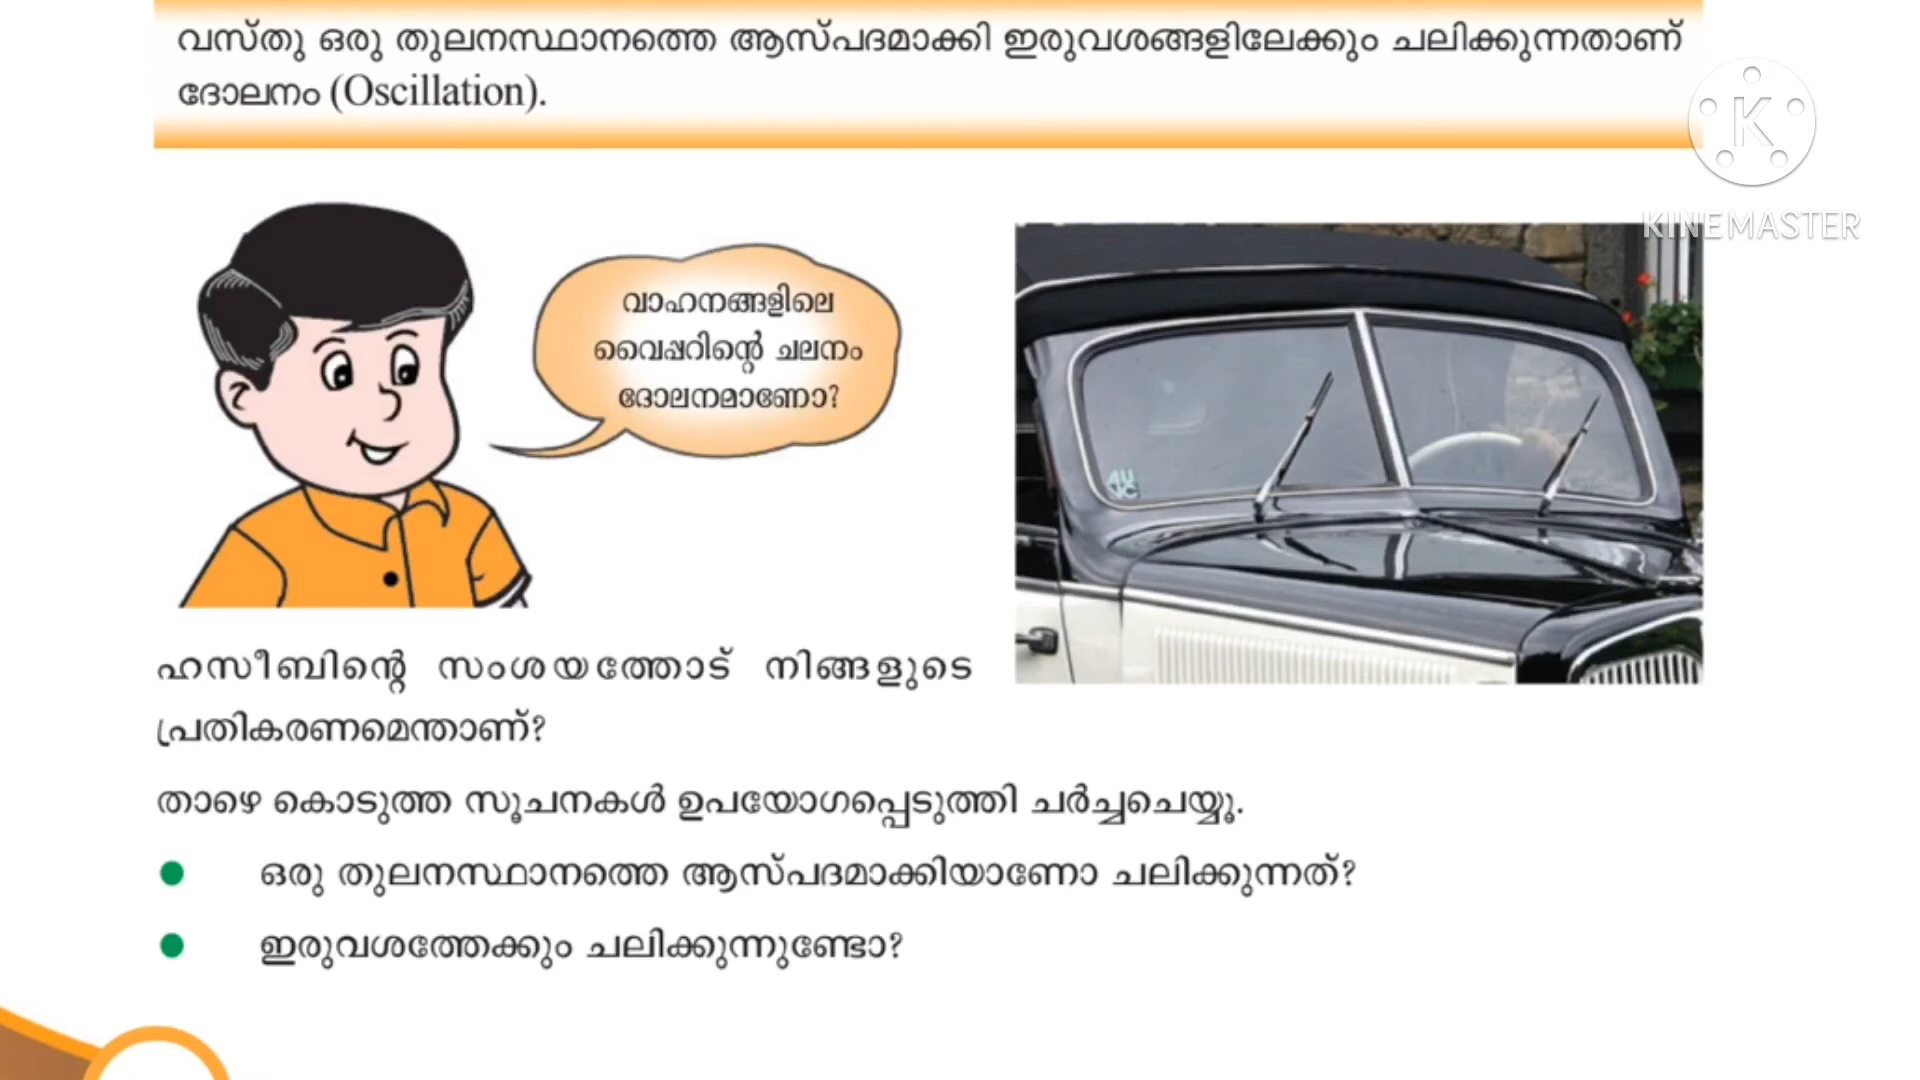 വസ്തു ഒരു തുലനസ്ഥാനത്തെ ആസ്പദമാക്കി ഇരുവശങ്ങളിലേക്കും ചലിക്കുന്നതാണ്
ദോലനം (Oscillation).
K
KINEMASTER
വാഹനങ്ങളിലെ
വൈപ്പറിന്റെ ചലനം
ദോലനമാണോ?
ഹസീബിന്റെ സംശയത്തോട് നിങ്ങളുടെ
പ്രതികരണമെന്താണ്?
താഴെ കൊടുത്ത സൂചനകൾ ഉപയോഗപ്പെടുത്തി ചർച്ചചെയ്യൂ.
ഒരു തുലനസ്ഥാനത്തെ ആസ്പദമാക്കിയാണോ ചലിക്കുന്നത്?
ഇരുവശത്തേക്കും ചലിക്കുന്നുണ്ടോ?